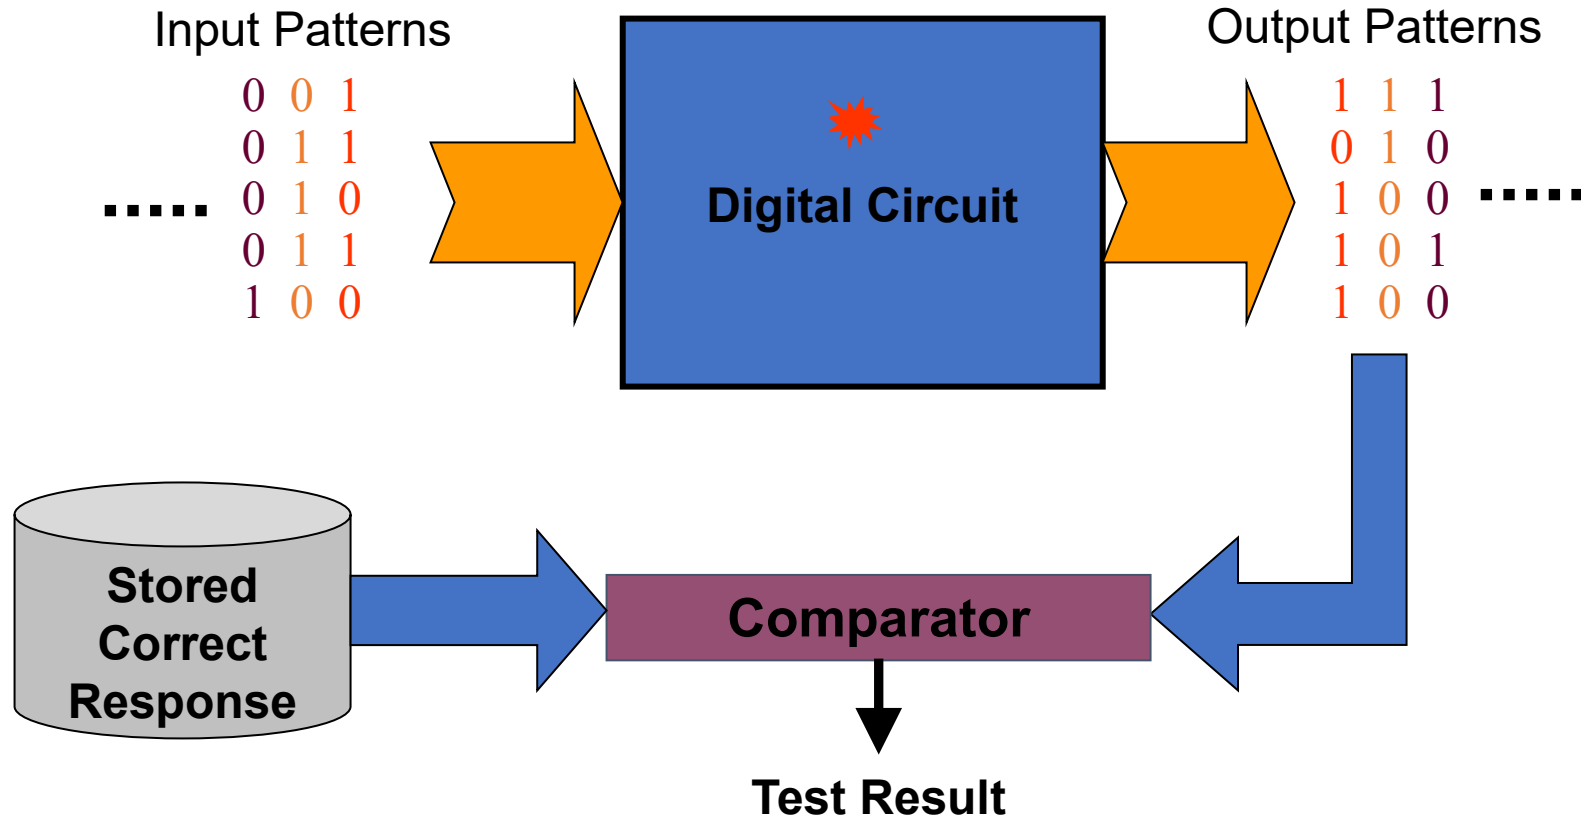 Input Patterns
0 0 1
0 1 1
0 1 0
0 1 1
1 0 0
Digital Circuit
Output Patterns
1 1 1
0 1 0
1 0 0
1 0 1
1 0 0
Stored
Correct
Response
Comparator
Test Result